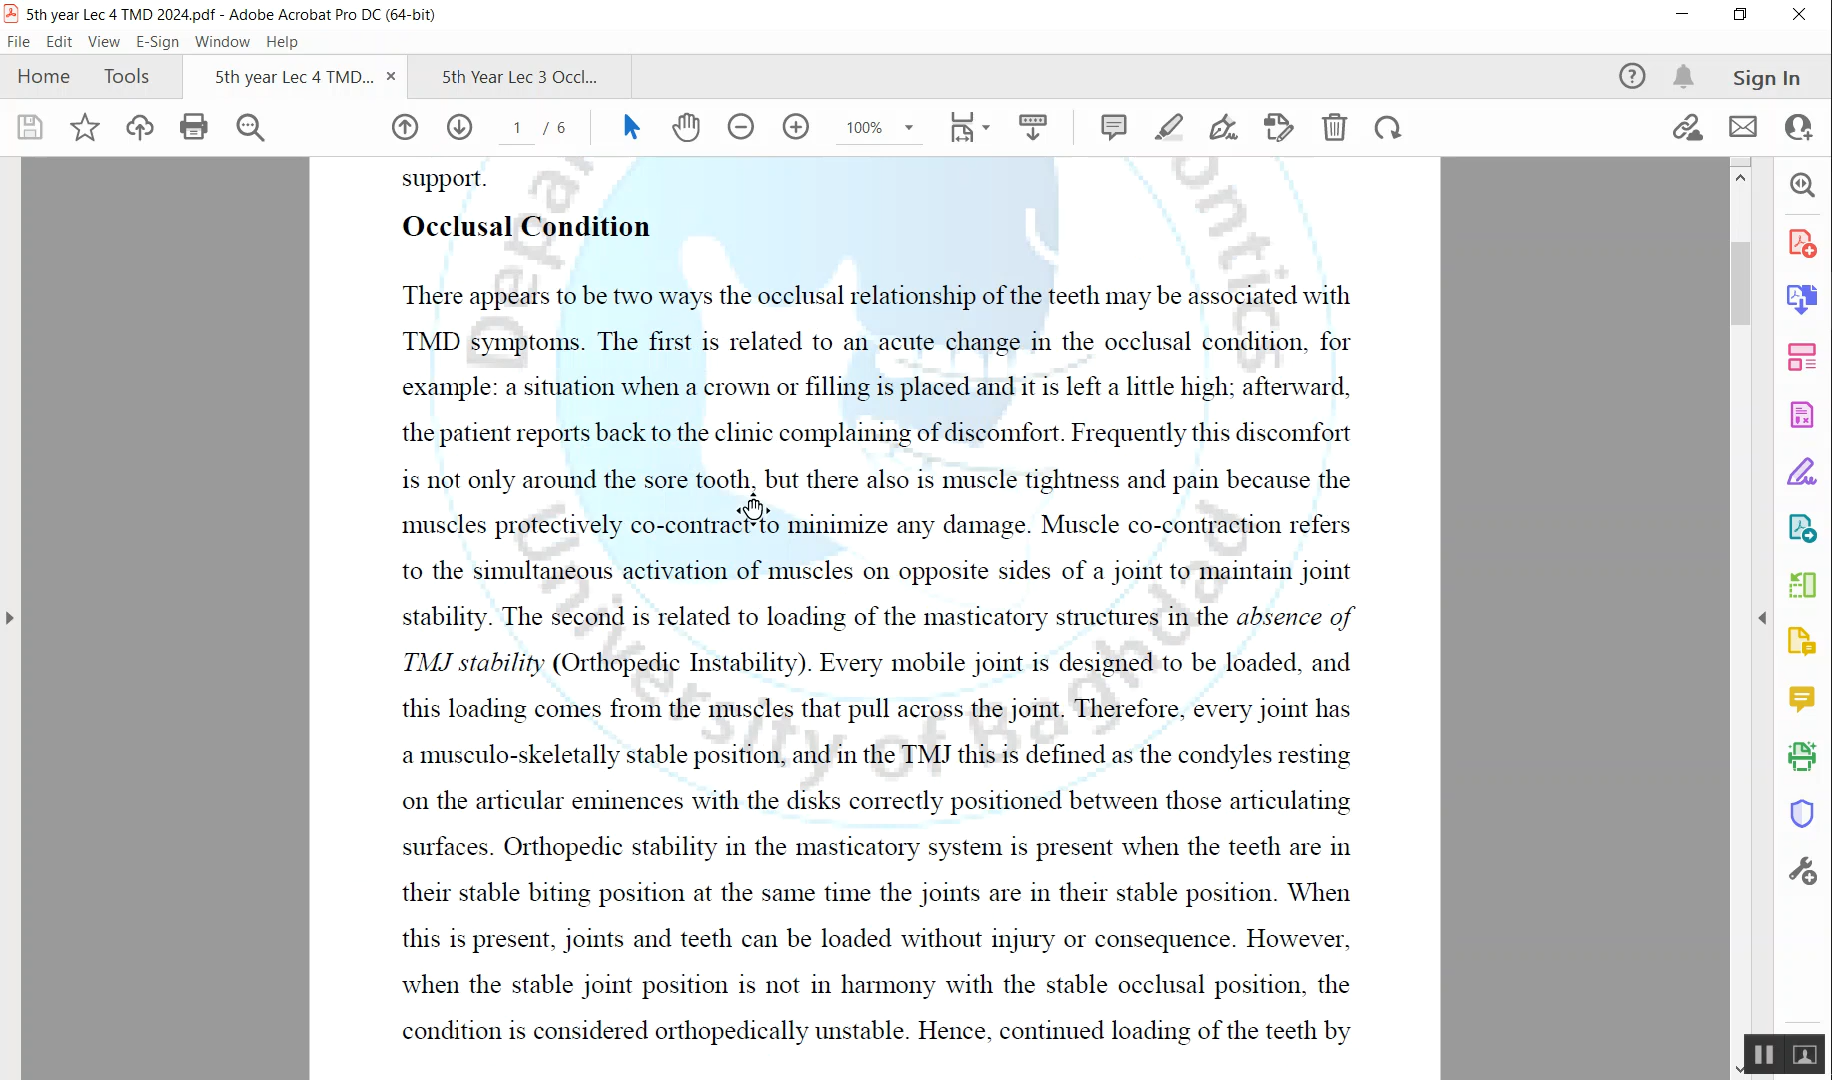 5th year Lec 4 TMD 2024.pdf - Adobe Acrobat Pro DC (64-bit)
File Edit View E-Sign Window Help
Home Tools 5th year Lec 4 TMD... × 5th Year Lec 3 Occl... Sign In
1 / 6 100%
support.
Occlusal Condition
There appears to be two ways the occlusal relationship of the teeth may be associated with
TMD symptoms. The first is related to an acute change in the occlusal condition, for
example: a situation when a crown or filling is placed and it is left a little high; afterward,
the patient reports back to the clinic complaining of discomfort. Frequently this discomfort
is not only around the sore tooth, but there also is muscle tightness and pain because the
muscles protectively co-contract to minimize any damage. Muscle co-contraction refers
to the simultaneous activation of muscles on opposite sides of a joint to maintain joint
stability. The second is related to loading of the masticatory structures in the absence of
TMJ stability (Orthopedic Instability). Every mobile joint is designed to be loaded, and
this loading comes from the muscles that pull across the joint. Therefore, every joint has
a musculo-skeletally stable position, and in the TMJ this is defined as the condyles resting
on the articular eminences with the disks correctly positioned between those articulating
surfaces. Orthopedic stability in the masticatory system is present when the teeth are in
their stable biting position at the same time the joints are in their stable position. When
this is present, joints and teeth can be loaded without injury or consequence. However,
when the stable joint position is not in harmony with the stable occlusal position, the
condition is considered orthopedically unstable. Hence, continued loading of the teeth by
University of Baghdad